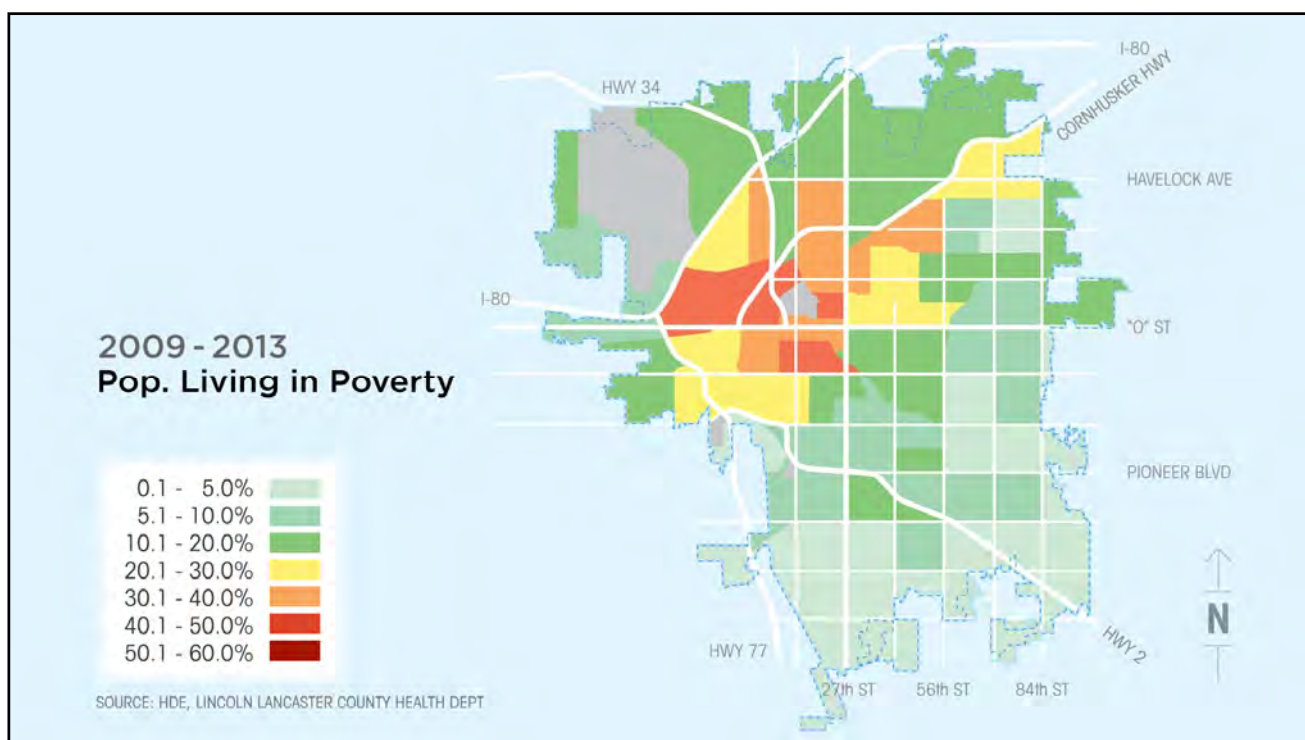 I-80
HWY 34
CORNHUSKER HWY
HAVELOCK AVE
I-80
"O" ST
2009 - 2013
Pop. Living in Poverty
PIONEER BLVD
0.1 - 5.0%
5.1 - 10.0%
10.1 - 20.0%
20.1 - 30.0%
30.1 - 40.0%
40.1 - 50.0%
50.1 - 60.0%
N
HWY 77
HWY 2
27th ST
56th ST
84th ST
SOURCE: HDE, LINCOLN LANCASTER COUNTY HEALTH DEPT